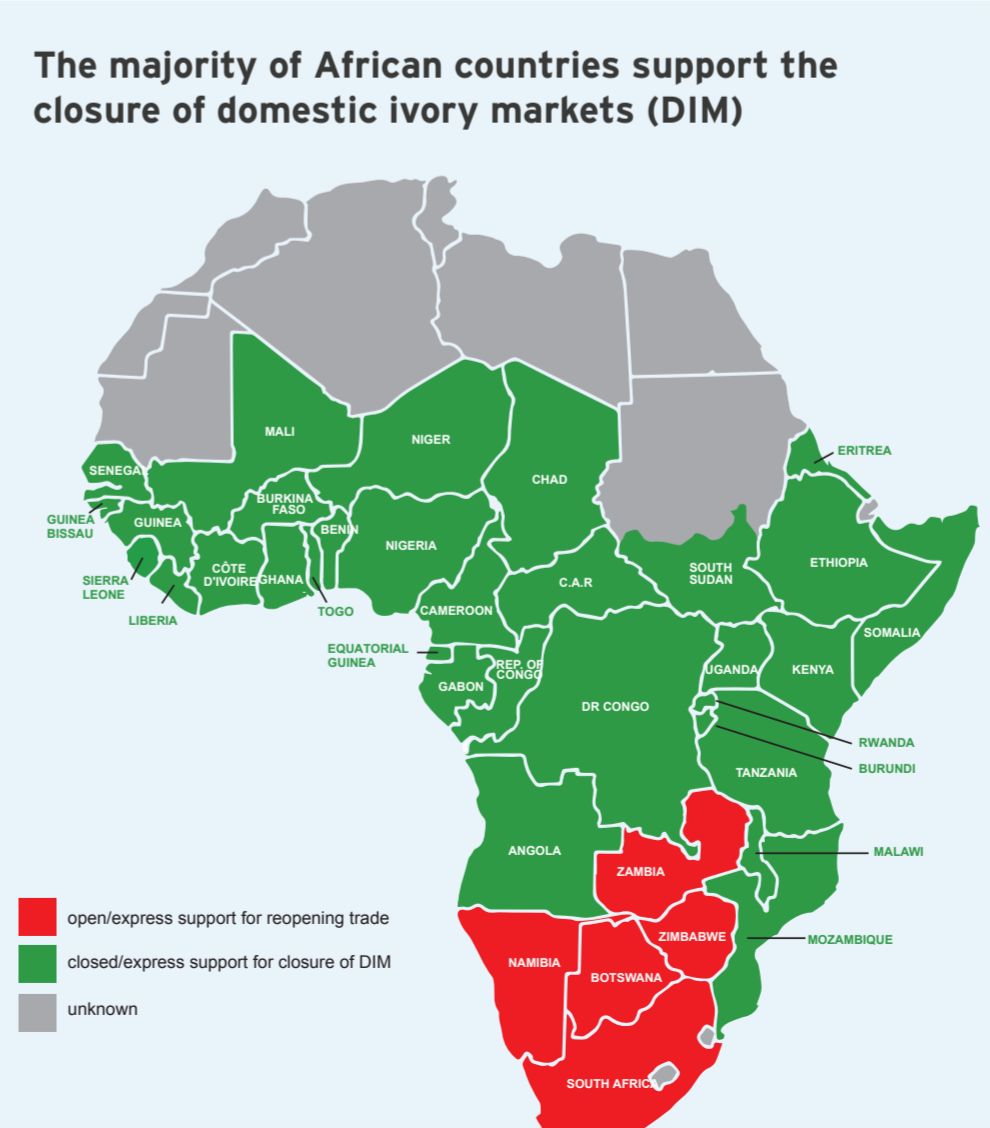 The majority of African countries support the
closure of domestic ivory markets (DIM)
MALI
NIGER
CHAD
ERITREA
SENEGAL
BURKINA
FASO
GUINEA
BISSAU
GUINEA
BENIN
NIGERIA
ETHIOPIA
SOUTH
SUDAN
C.A.R
CÔTE
D'IVOIRE
GHANA
SIERRA
LEONE
LIBERIA
TOGO
CAMEROON
SOMALIA
EQUATORIAL
GUINEA
REP. OF
CONGO
UGANDA
KENYA
GABON
DR CONGO
RWANDA
BURUNDI
TANZANIA
ANGOLA
MALAWI
ZAMBIA
open/express support for reopening trade
ZIMBABWE
MOZAMBIQUE
closed/express support for closure of DIM
NAMIBIA
BOTSWANA
unknown
SOUTH AFRICA